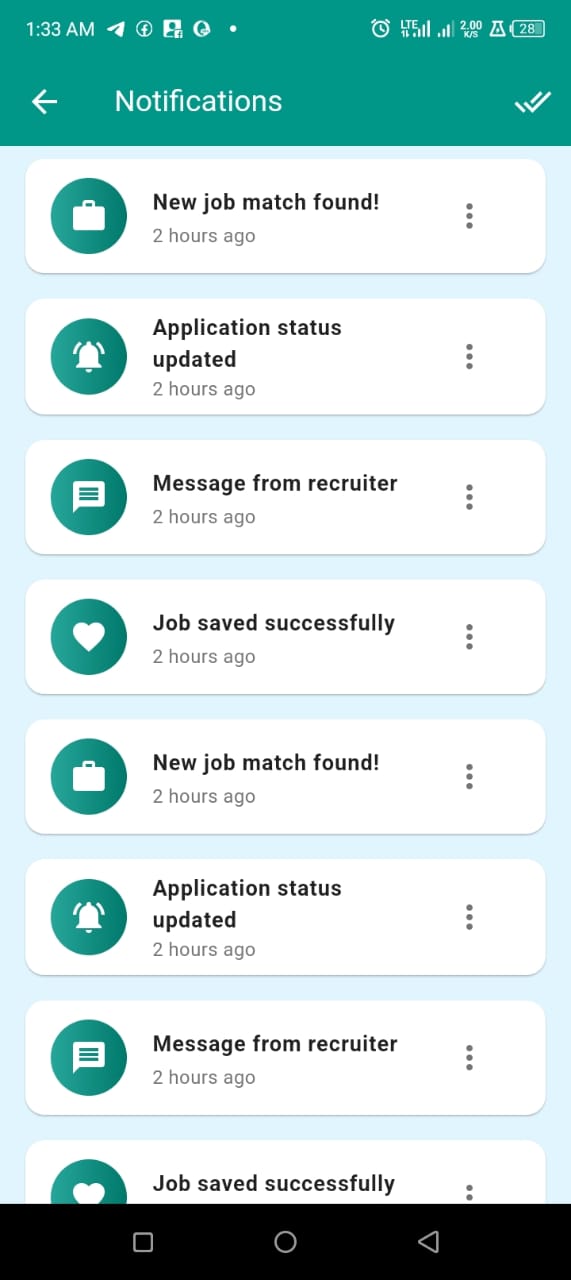 1:33 AM LTE 2.00 K/S 28
Notifications
New job match found!
2 hours ago
Application status
updated
2 hours ago
Message from recruiter
2 hours ago
Job saved successfully
2 hours ago
New job match found!
2 hours ago
Application status
updated
2 hours ago
Message from recruiter
2 hours ago
Job saved successfully